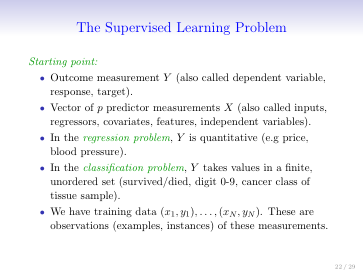 The Supervised Learning Problem
Starting point:
• Outcome measurement Y (also called dependent variable,
response, target).
• Vector of p predictor measurements X (also called inputs,
regressors, covariates, features, independent variables).
• In the regression problem, Y is quantitative (e.g price,
blood pressure).
• In the classification problem, Y takes values in a finite,
unordered set (survived/died, digit 0-9, cancer class of
tissue sample).
• We have training data (x₁, y₁), . . . , (x_N, y_N). These are
observations (examples, instances) of these measurements.
22 / 29